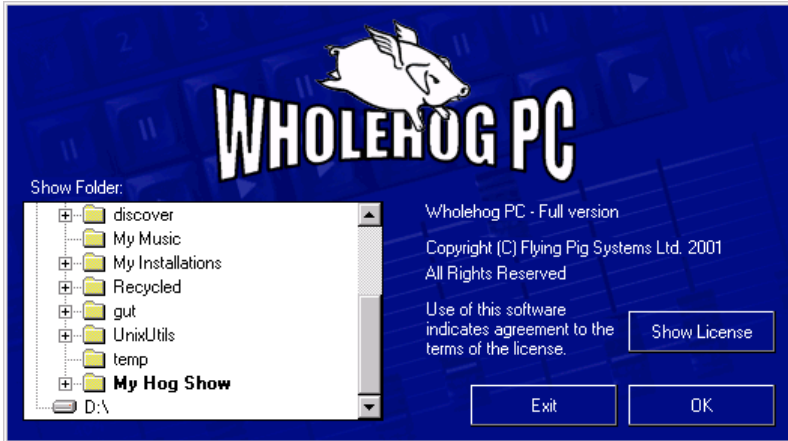 WHOLEHOG PC
Show Folder:
discover
My Music
My Installations
Recycled
gut
UnixUtils
temp
My Hog Show
D:\
Wholehog PC - Full version
Copyright (C) Flying Pig Systems Ltd. 2001
All Rights Reserved
Use of this software
indicates agreement to the
terms of the license.
Show License
Exit
OK